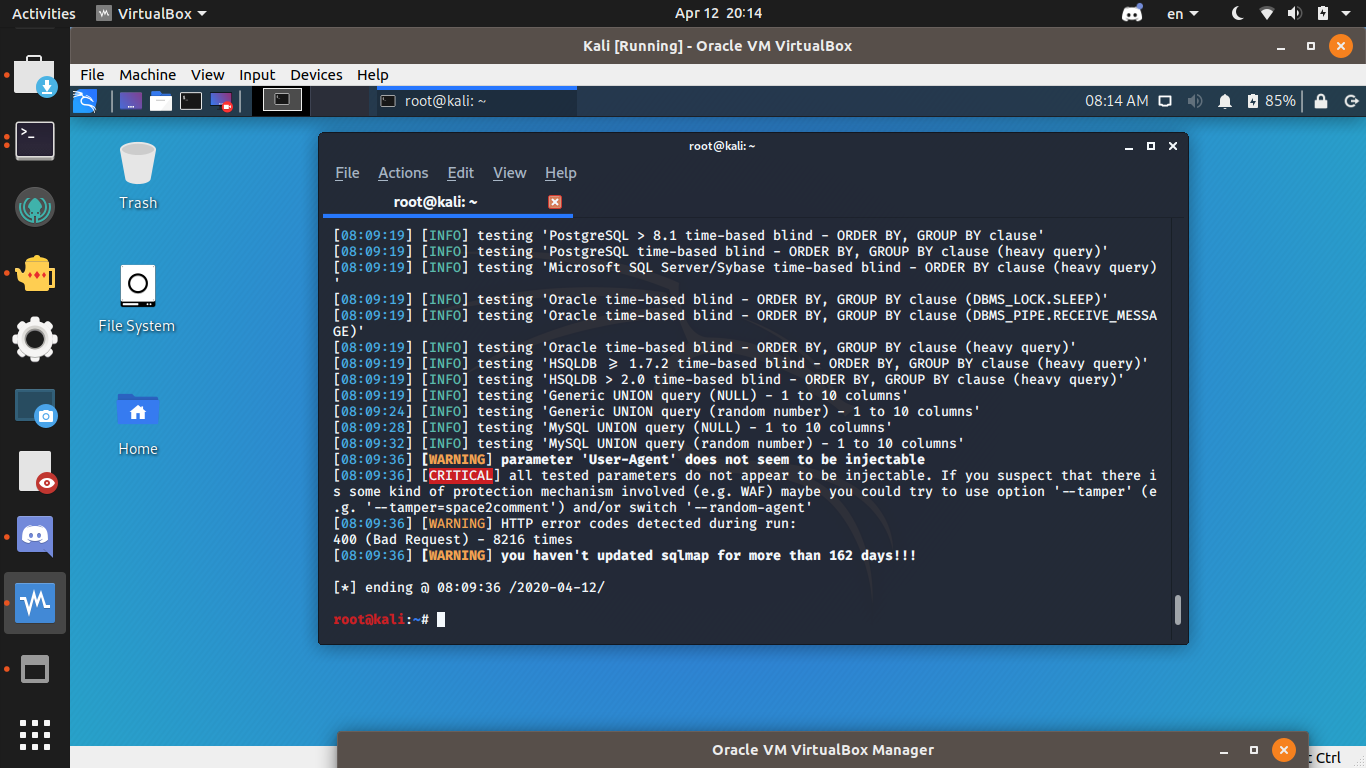 Activities
VirtualBox
Apr 12 20:14
en
Kali [Running] - Oracle VM VirtualBox
File Machine View Input Devices Help
root@kali: ~
08:14 AM
85%
Trash
File System
Home
root@kali: ~
File Actions Edit View Help
root@kali: ~
[08:09:19] [INFO] testing 'PostgreSQL > 8.1 time-based blind - ORDER BY, GROUP BY clause'
[08:09:19] [INFO] testing 'PostgreSQL time-based blind - ORDER BY, GROUP BY clause (heavy query)'
[08:09:19] [INFO] testing 'Microsoft SQL Server/Sybase time-based blind - ORDER BY clause (heavy query)
'
[08:09:19] [INFO] testing 'Oracle time-based blind - ORDER BY, GROUP BY clause (DBMS_LOCK.SLEEP)'
[08:09:19] [INFO] testing 'Oracle time-based blind - ORDER BY, GROUP BY clause (DBMS_PIPE.RECEIVE_MESSA
GE)'
[08:09:19] [INFO] testing 'Oracle time-based blind - ORDER BY, GROUP BY clause (heavy query)'
[08:09:19] [INFO] testing 'HSQLDB ⩾ 1.7.2 time-based blind - ORDER BY, GROUP BY clause (heavy query)'
[08:09:19] [INFO] testing 'HSQLDB > 2.0 time-based blind - ORDER BY, GROUP BY clause (heavy query)'
[08:09:19] [INFO] testing 'Generic UNION query (NULL) - 1 to 10 columns'
[08:09:24] [INFO] testing 'Generic UNION query (random number) - 1 to 10 columns'
[08:09:28] [INFO] testing 'MySQL UNION query (NULL) - 1 to 10 columns'
[08:09:32] [INFO] testing 'MySQL UNION query (random number) - 1 to 10 columns'
[08:09:36] [WARNING] parameter 'User-Agent' does not seem to be injectable
[08:09:36] [CRITICAL] all tested parameters do not appear to be injectable. If you suspect that there i
s some kind of protection mechanism involved (e.g. WAF) maybe you could try to use option '--tamper' (e
.g. '--tamper=space2comment') and/or switch '--random-agent'
[08:09:36] [WARNING] HTTP error codes detected during run:
400 (Bad Request) - 8216 times
[08:09:36] [WARNING] you haven't updated sqlmap for more than 162 days!!!
[*] ending @ 08:09:36 /2020-04-12/
root@kali:~#
Oracle VM VirtualBox Manager
Ctrl